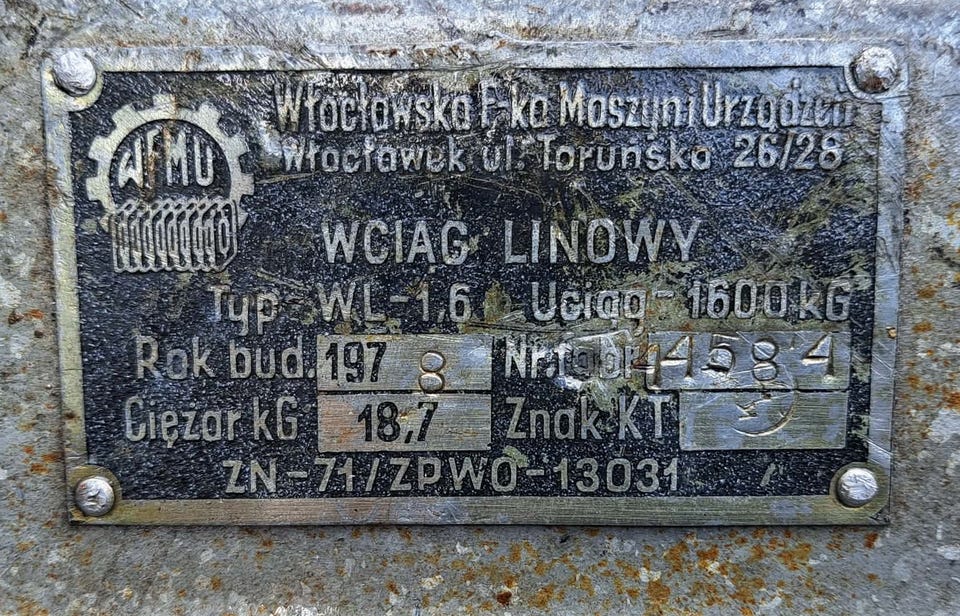 WFMU
Włocławska F-ka Maszyn i Urządzeń
Włocławek ul. Toruńska 26/28
WCIĄG LINOWY
Typ - WL-1,6 Uciąg - 1600 kG
Rok bud. 1978 Nr. fabr. 14584
Ciężar kG 18,7 Znak KT
ZN-71/ZPWO-13031